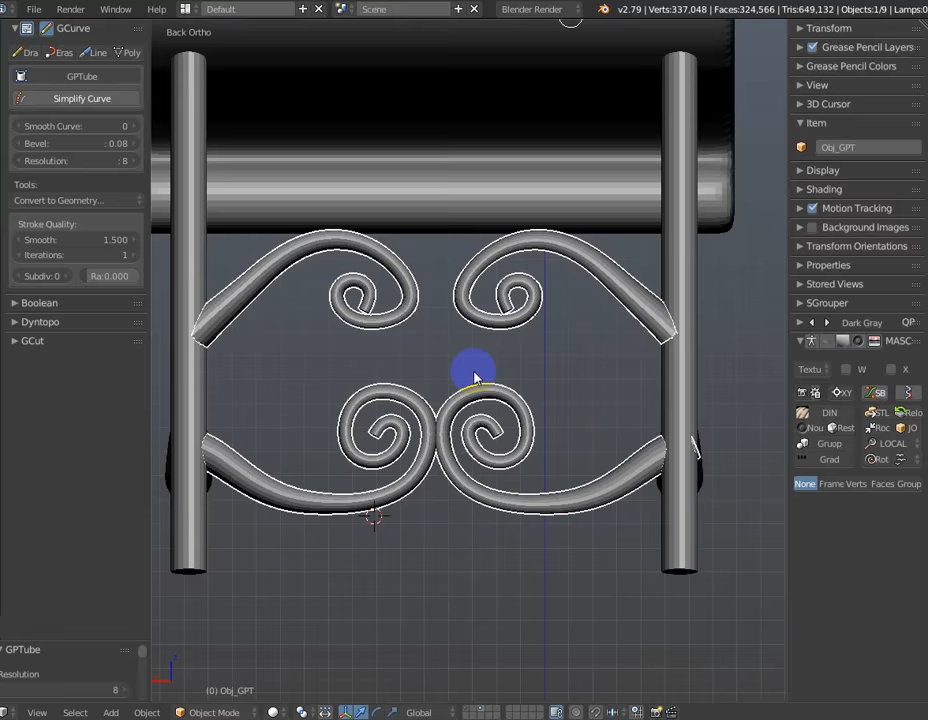 File Render Window Help Default Scene Blender Render v2.79 | Verts:337,048 | Faces:324,566 | Tris:649,132 | Objects:1/9 | Lamps:0/
GCurve
Dra Eras Line Poly
GPTube
Simplify Curve
Smooth Curve: 0
Bevel: : 0.08
Resolution: : 8
Tools:
Convert to Geometry...
Stroke Quality:
Smooth: 1.500
Iterations: 1
Subdiv: 0 Ra:0.000
Boolean
Dyntopo
GCut
GPTube
Resolution
8
Back Ortho
(0) Obj_GPT
Transform
Grease Pencil Layers
Grease Pencil Colors
View
3D Cursor
Item
Obj_GPT
Display
Shading
Motion Tracking
Background Images
Transform Orientations
Properties
Stored Views
SGrouper
Dark Gray QP
MASC
Textu W X
XY SB
DIN STL Relo
Nou Rest Roc JO
Gruop LOCAL
Grad Rot
None Frame Verts Faces Group
View Select Add Object Object Mode Global